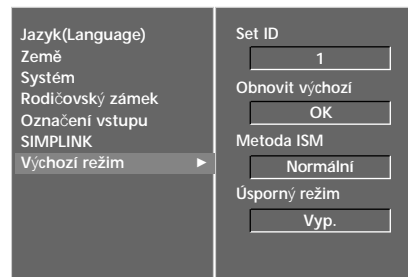 Jazyk(Language)
Země
Systém
Rodičovský zámek
Označení vstupu
SIMPLINK
Výchozí režim ►
Set ID
1
Obnovit výchozí
OK
Metoda ISM
Normální
Úsporný režim
Vyp.